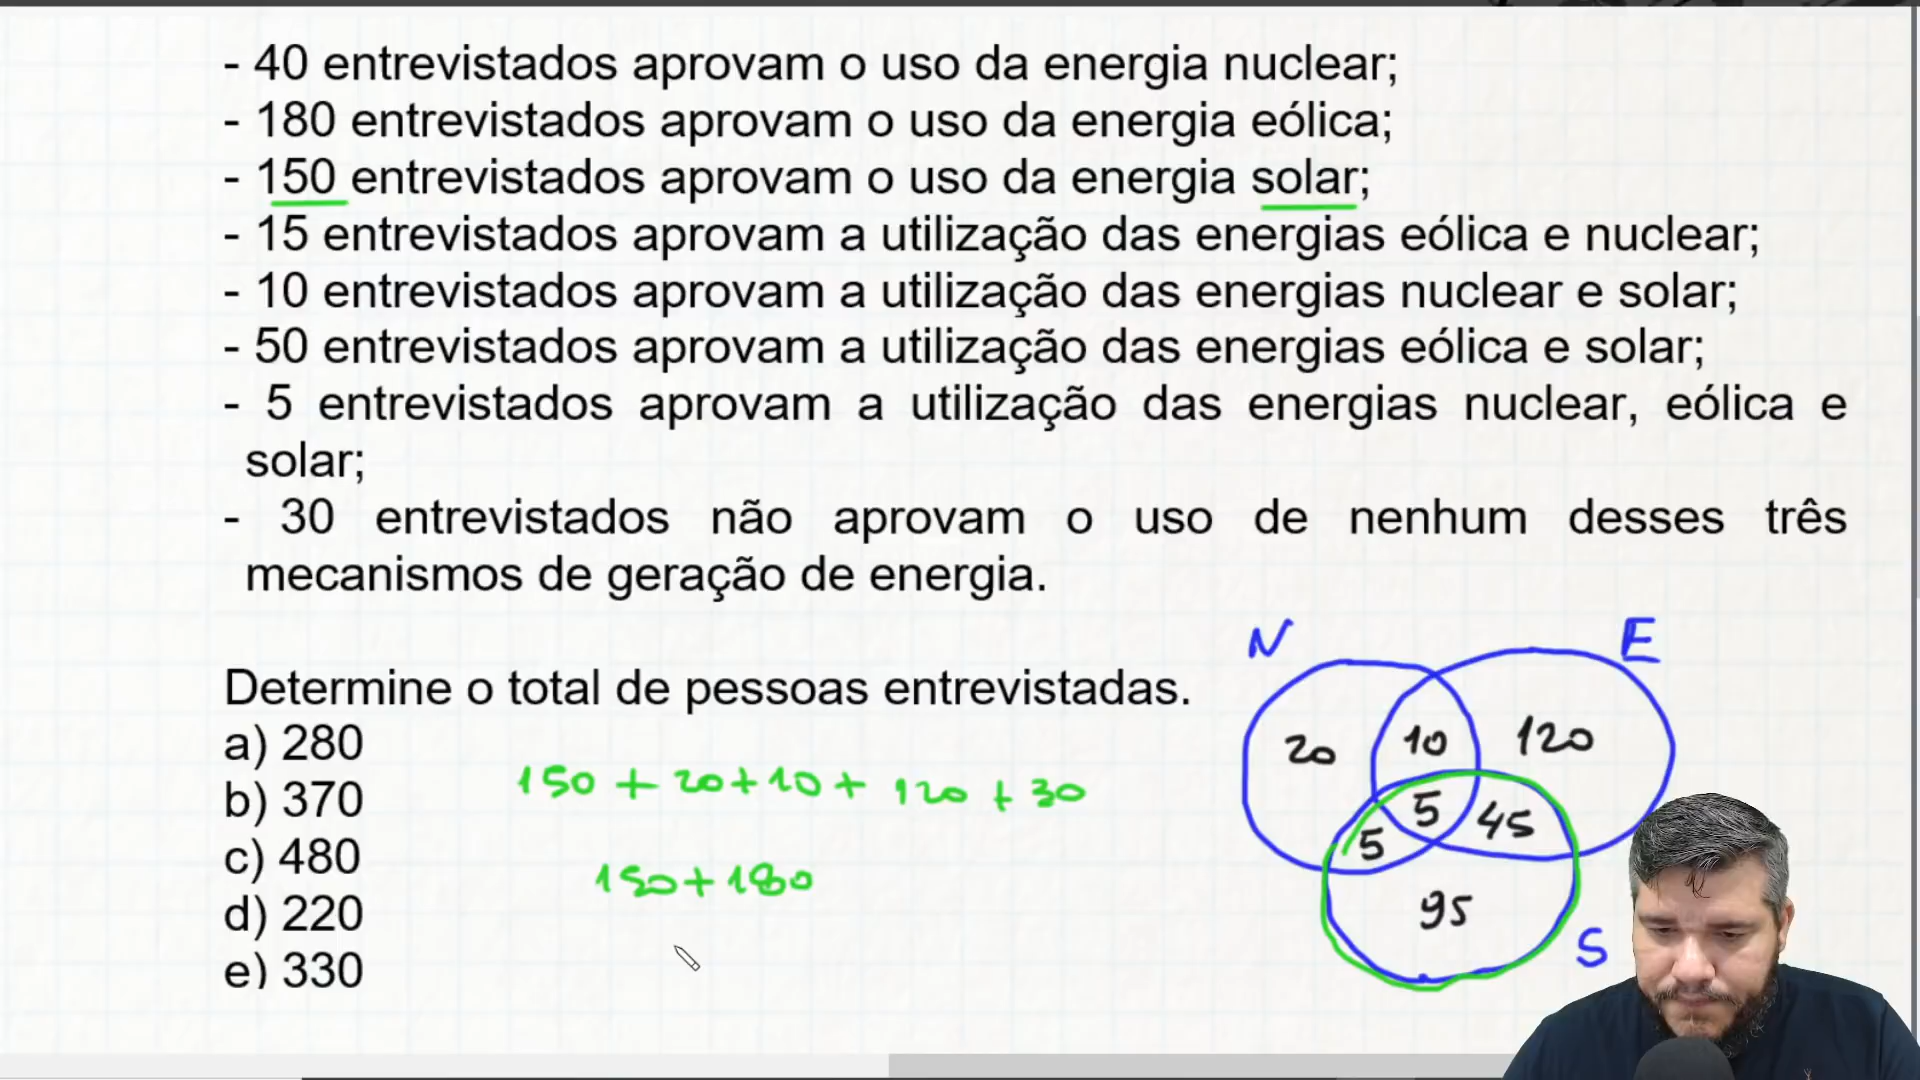 - 40 entrevistados aprovam o uso da energia nuclear;
- 180 entrevistados aprovam o uso da energia eólica;
- 150 entrevistados aprovam o uso da energia solar;
- 15 entrevistados aprovam a utilização das energias eólica e nuclear;
- 10 entrevistados aprovam a utilização das energias nuclear e solar;
- 50 entrevistados aprovam a utilização das energias eólica e solar;
- 5 entrevistados aprovam a utilização das energias nuclear, eólica e
solar;
- 30 entrevistados não aprovam o uso de nenhum desses três
mecanismos de geração de energia.
Determine o total de pessoas entrevistadas.
a) 280
b) 370
c) 480
d) 220
e) 330
150 + 20 + 10 + 120 + 30
150 + 180
N
E
20
10
120
5
5
45
95
S